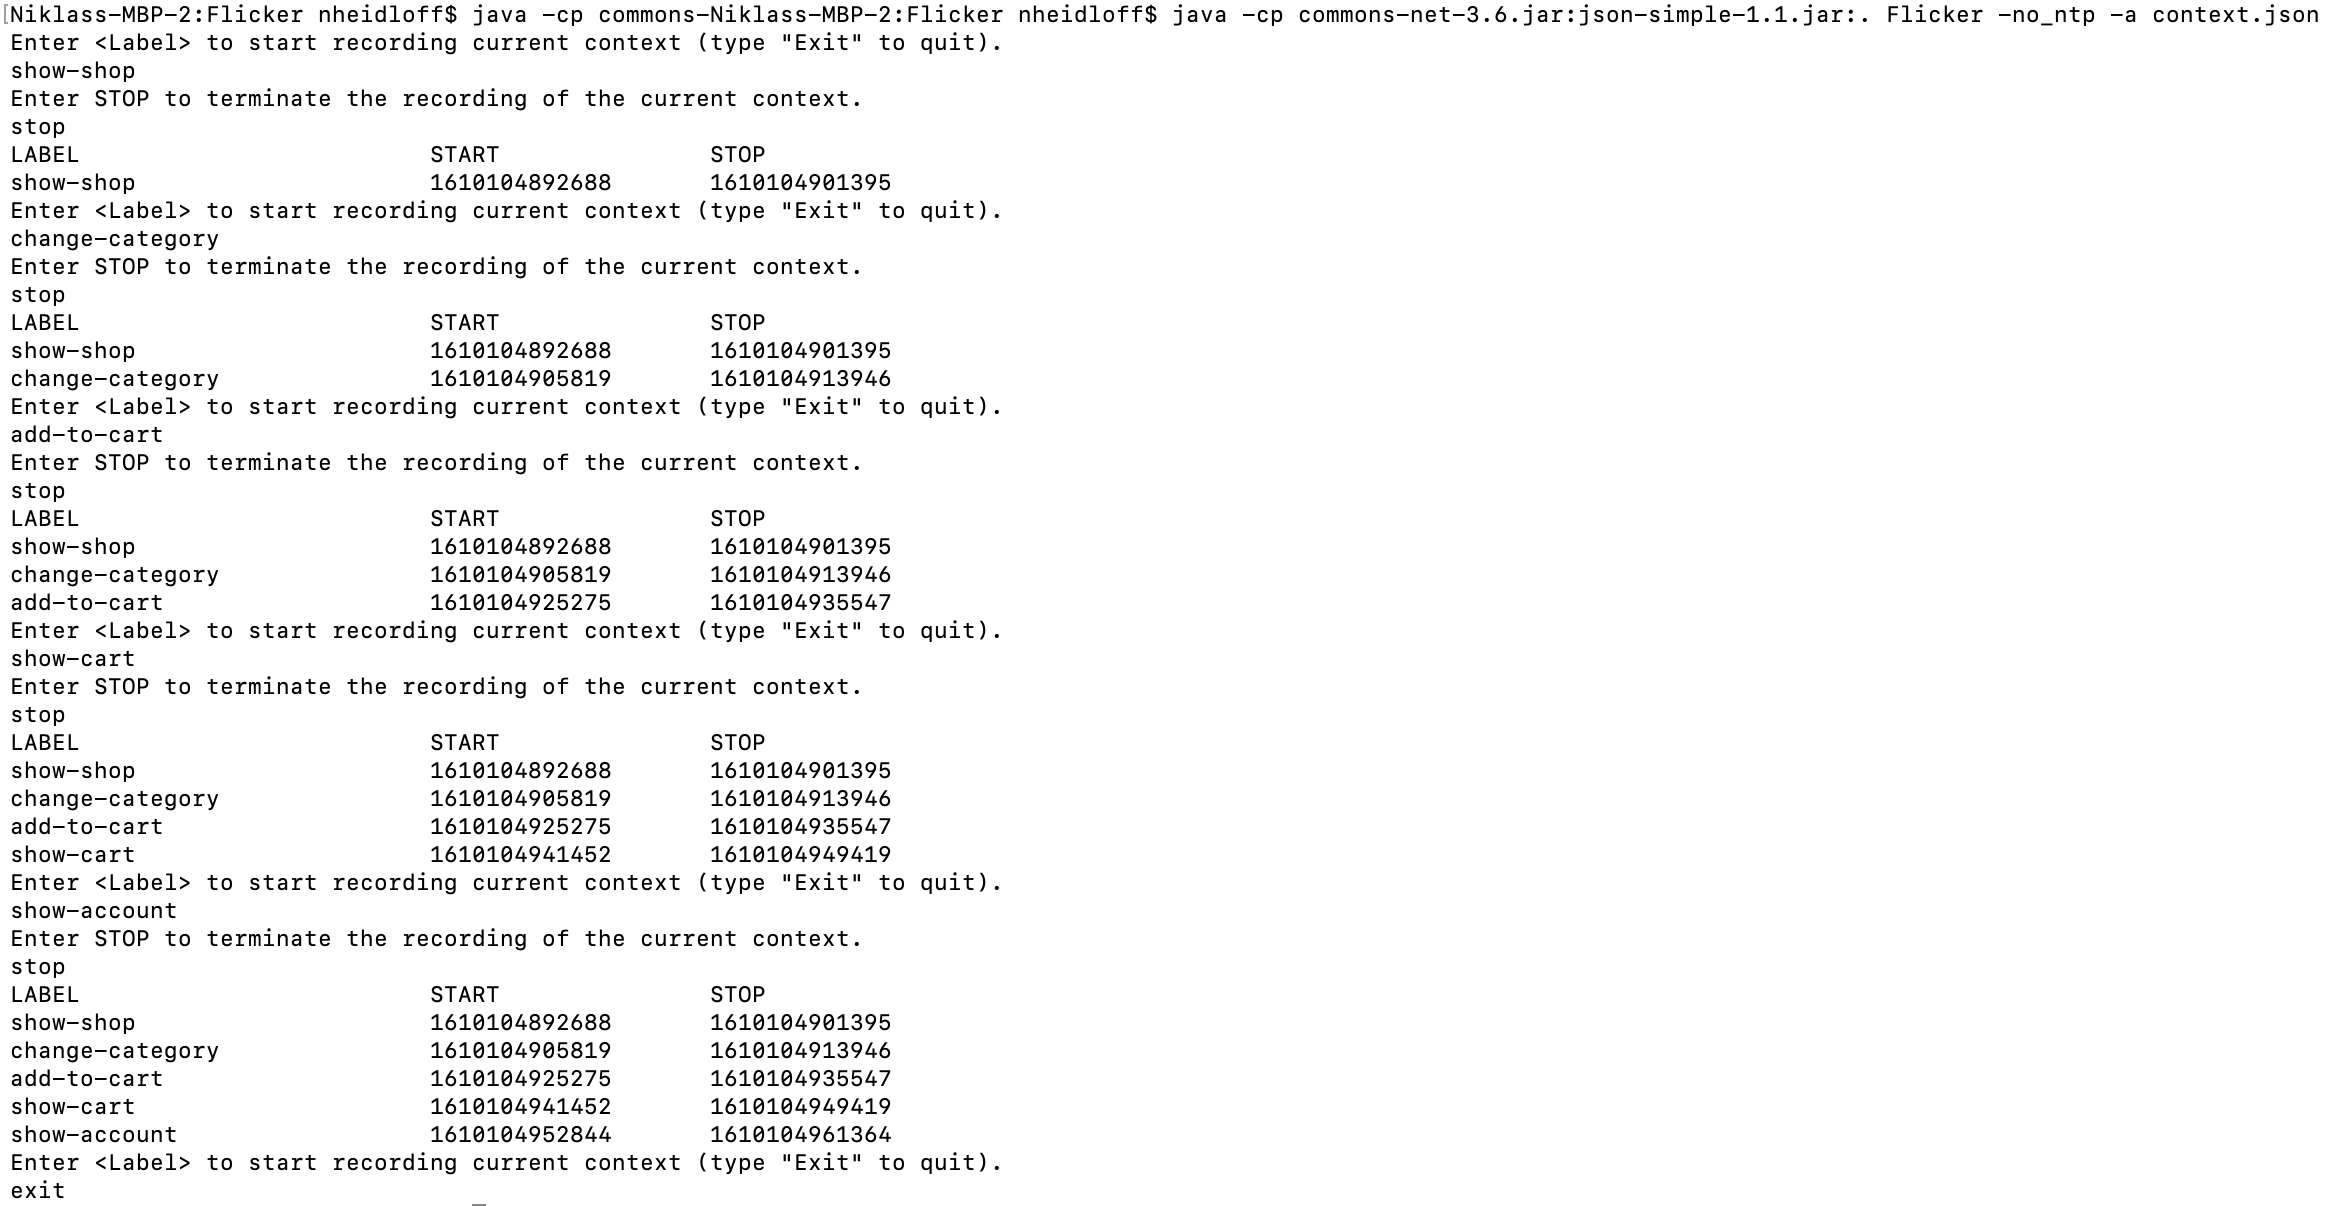 [Niklass-MBP-2:Flicker nheidloff$ java -cp commons-Niklass-MBP-2:Flicker nheidloff$ java -cp commons-net-3.6.jar:json-simple-1.1.jar:. Flicker -no_ntp -a context.json
Enter <Label> to start recording current context (type "Exit" to quit).
show-shop
Enter STOP to terminate the recording of the current context.
stop
LABEL START STOP
show-shop 1610104892688 1610104901395
Enter <Label> to start recording current context (type "Exit" to quit).
change-category
Enter STOP to terminate the recording of the current context.
stop
LABEL START STOP
show-shop 1610104892688 1610104901395
change-category 1610104905819 1610104913946
Enter <Label> to start recording current context (type "Exit" to quit).
add-to-cart
Enter STOP to terminate the recording of the current context.
stop
LABEL START STOP
show-shop 1610104892688 1610104901395
change-category 1610104905819 1610104913946
add-to-cart 1610104925275 1610104935547
Enter <Label> to start recording current context (type "Exit" to quit).
show-cart
Enter STOP to terminate the recording of the current context.
stop
LABEL START STOP
show-shop 1610104892688 1610104901395
change-category 1610104905819 1610104913946
add-to-cart 1610104925275 1610104935547
show-cart 1610104941452 1610104949419
Enter <Label> to start recording current context (type "Exit" to quit).
show-account
Enter STOP to terminate the recording of the current context.
stop
LABEL START STOP
show-shop 1610104892688 1610104901395
change-category 1610104905819 1610104913946
add-to-cart 1610104925275 1610104935547
show-cart 1610104941452 1610104949419
show-account 1610104952844 1610104961364
Enter <Label> to start recording current context (type "Exit" to quit).
exit